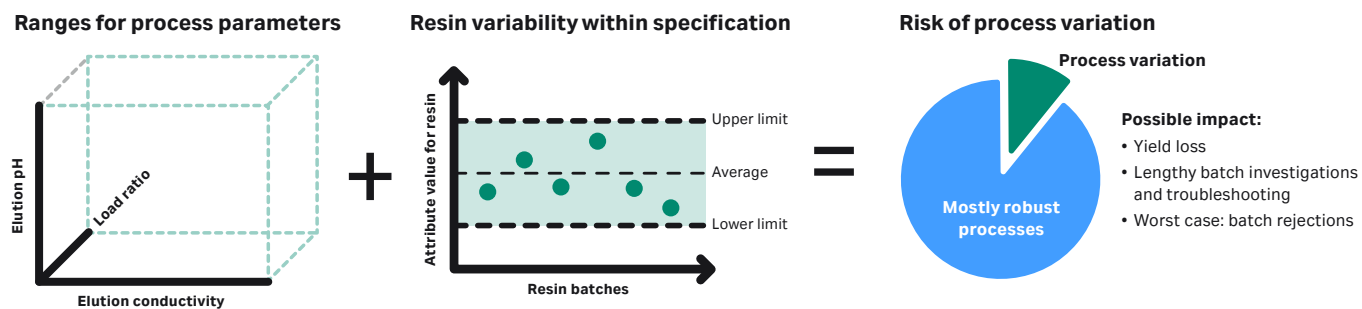 Ranges for process parameters
Elution pH
Load ratio
Elution conductivity
+
Resin variability within specification
Attribute value for resin
Upper limit
Average
Lower limit
Resin batches
=
Risk of process variation
Process variation
Mostly robust
processes
Possible impact:
• Yield loss
• Lengthy batch investigations
and troubleshooting
• Worst case: batch rejections